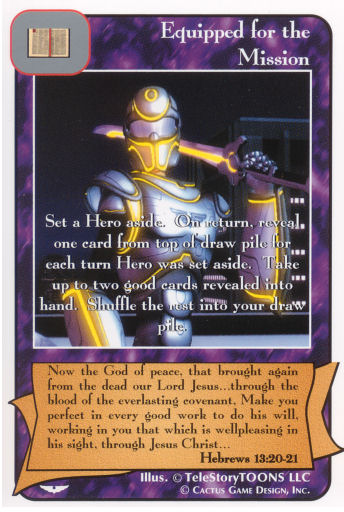 Equipped for the
Mission
Set a Hero aside. On return, reveal
one card from top of draw pile for
each turn Hero was set aside. Take
up to two good cards revealed into
hand. Shuffle the rest into your draw
pile.
Now the God of peace, that brought again
from the dead our Lord Jesus...through the
blood of the everlasting covenant, Make you
perfect in every good work to do his will,
working in you that which is wellpleasing in
his sight, through Jesus Christ...
Hebrews 13:20-21
Illus. © TeleStoryTOONS LLC
© Cactus Game Design, Inc.